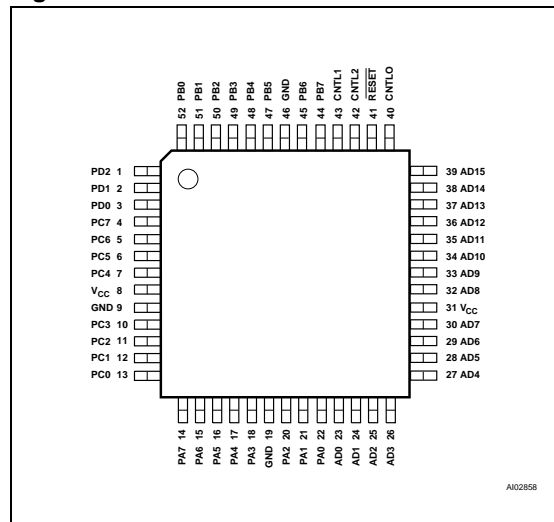 52 PB0
51 PB1
50 PB2
49 PB3
48 PB4
47 PB5
46 GND
45 PB6
44 PB7
43 CNTL1
42 CNTL2
41 RESET
40 CNTL0
PD2 1
PD1 2
PD0 3
PC7 4
PC6 5
PC5 6
PC4 7
VCC 8
GND 9
PC3 10
PC2 11
PC1 12
PC0 13
39 AD15
38 AD14
37 AD13
36 AD12
35 AD11
34 AD10
33 AD9
32 AD8
31 VCC
30 AD7
29 AD6
28 AD5
27 AD4
PA7 14
PA6 15
PA5 16
PA4 17
PA3 18
GND 19
PA2 20
PA1 21
PA0 22
AD0 23
AD1 24
AD2 25
AD3 26
AI02858